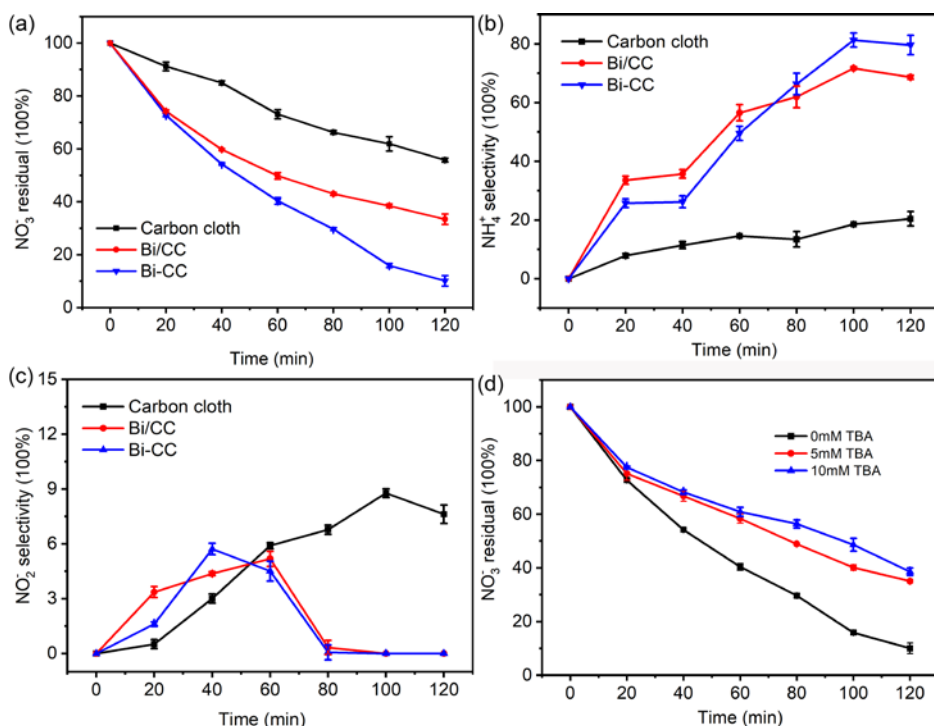 (a)
100
80
60
40
20
0
NO₃⁻ residual (100%)
Carbon cloth
Bi/CC
Bi-CC
0 20 40 60 80 100 120
Time (min)
(b)
80
60
40
20
0
NH₄⁺ selectivity (100%)
Carbon cloth
Bi/CC
Bi-CC
0 20 40 60 80 100 120
Time (min)
(c)
15
12
9
6
3
0
NO₂⁻ selectivity (100%)
Carbon cloth
Bi/CC
Bi-CC
0 20 40 60 80 100 120
Time (min)
(d)
100
80
60
40
20
0
NO₃⁻ residual (100%)
0mM TBA
5mM TBA
10mM TBA
0 20 40 60 80 100 120
Time (min)